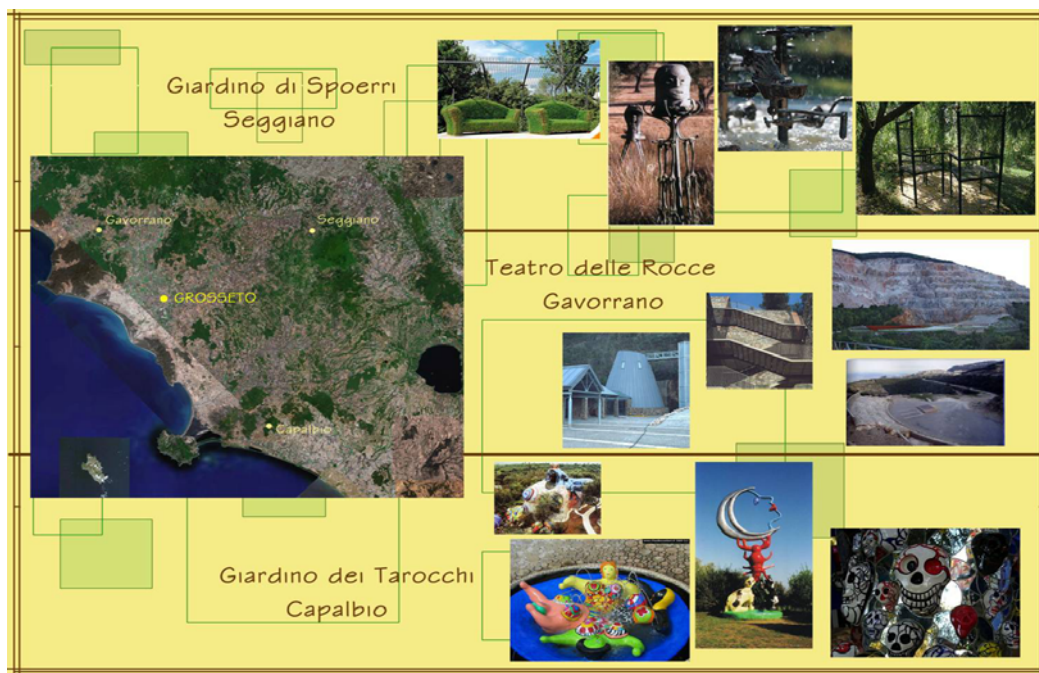 Giardino di Spoerri
Seggiano
Gavorrano
Seggiano
GROSSETO
Capalbio
Teatro delle Rocce
Gavorrano
Giardino dei Tarocchi
Capalbio